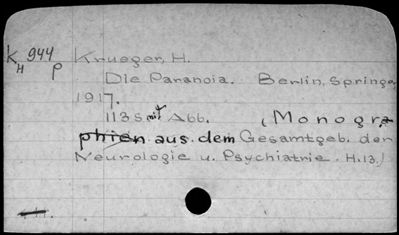 K 944 Krueger, H.
H P
Die Paranoia. Berlin, Springer,
1917.
113 S. mit Abb. (Monogra-
phien aus dem Gesamtgeb. der
Neurologie u. Psychiatrie. H.13.)